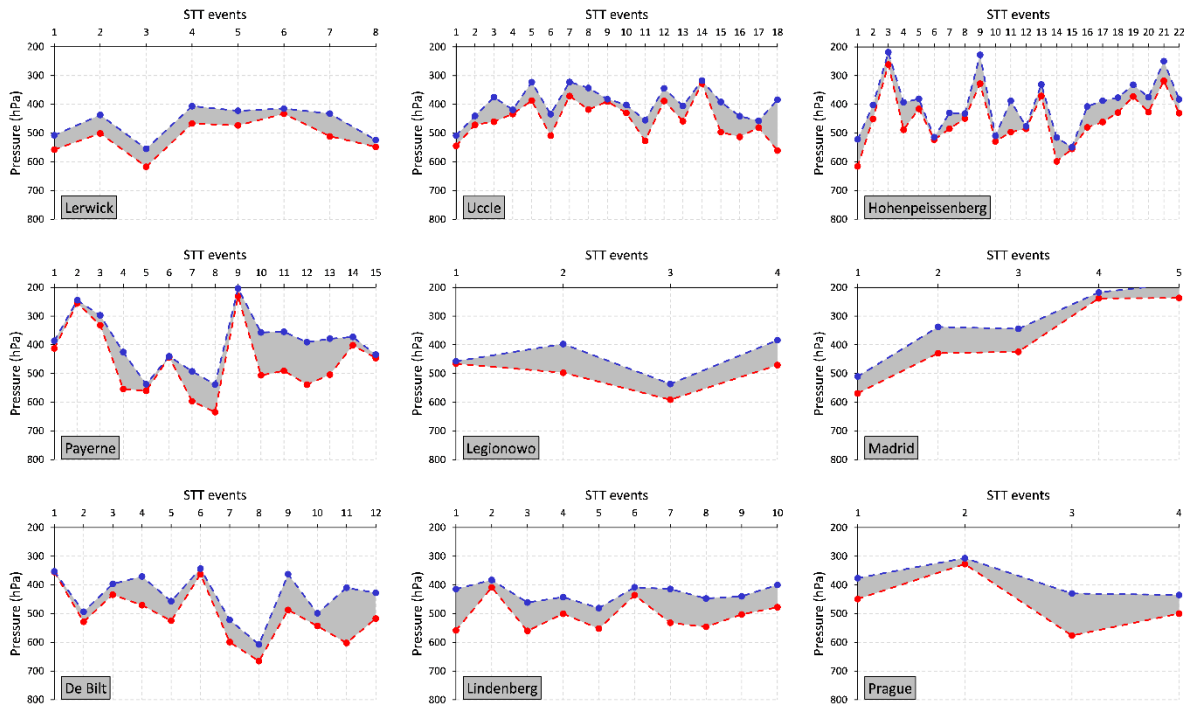 STT events STT events STT events
1 2 3 4 5 6 7 8 1 2 3 4 5 6 7 8 9 10 11 12 13 14 15 16 17 18 1 2 3 4 5 6 7 8 9 10 11 12 13 14 15 16 17 18 19 20 21 22
200 200 200
300 300 300
400 400 400
500 500 500
600 600 600
700 700 700
800 800 800
Pressure (hPa) Pressure (hPa) Pressure (hPa)
Lerwick Uccle Hohenpeissenberg
STT events STT events STT events
1 2 3 4 5 6 7 8 9 10 11 12 13 14 15 1 2 3 4 1 2 3 4 5
200 200 200
300 300 300
400 400 400
500 500 500
600 600 600
700 700 700
800 800 800
Pressure (hPa) Pressure (hPa) Pressure (hPa)
Payerne Legionowo Madrid
STT events STT events STT events
1 2 3 4 5 6 7 8 9 10 11 12 1 2 3 4 5 6 7 8 9 10 1 2 3 4
200 200 200
300 300 300
400 400 400
500 500 500
600 600 600
700 700 700
800 800 800
Pressure (hPa) Pressure (hPa) Pressure (hPa)
De Bilt Lindenberg Prague